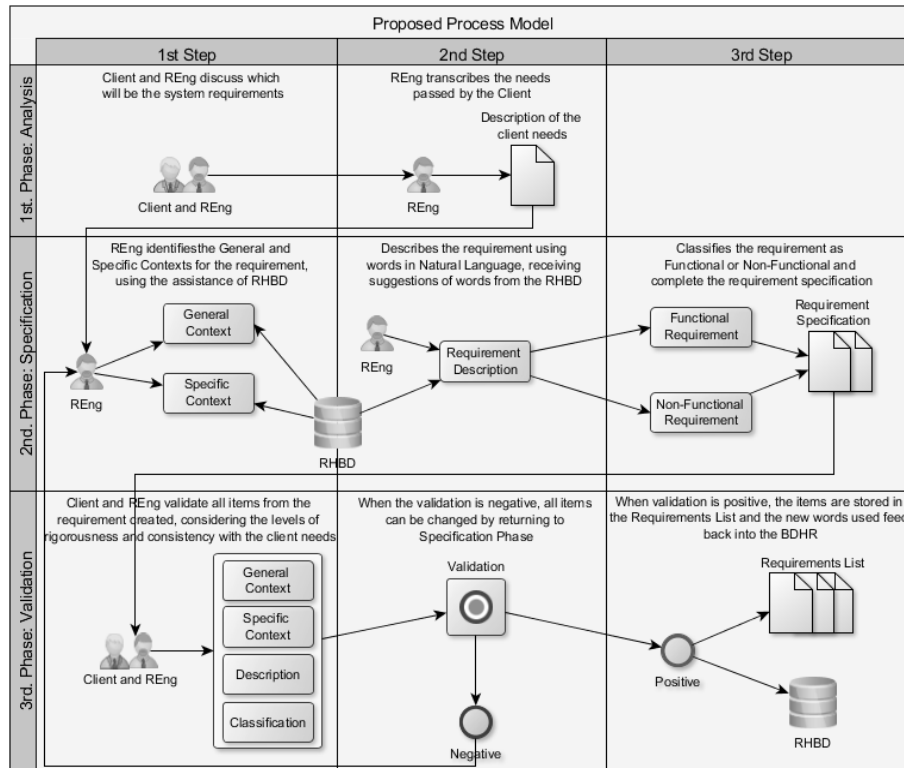 Proposed Process Model
1st Step
2nd Step
3rd Step
1st. Phase: Analysis
Client and REng discuss which
will be the system requirements
Client and REng
REng transcribes the needs
passed by the Client
REng
Description of the
client needs
2nd. Phase: Specification
REng identifiesthe General and
Specific Contexts for the requirement,
using the assistance of RHBD
General
Context
REng
Specific
Context
RHBD
Describes the requirement using
words in Natural Language, receiving
suggestions of words from the RHBD
REng
Requirement
Description
Classifies the requirement as
Functional or Non-Functional and
complete the requirement specification
Functional
Requirement
Requirement
Specification
Non-Functional
Requirement
3rd. Phase: Validation
Client and REng validate all items from the
requirement created, considering the levels of
rigorousness and consistency with the client needs
Client and REng
General
Context
Specific
Context
Description
Classification
When the validation is negative, all items
can be changed by returning to
Specification Phase
Validation
Negative
When validation is positive, the items are stored in
the Requirements List and the new words used feed
back into the BDHR
Requirements List
Positive
RHBD